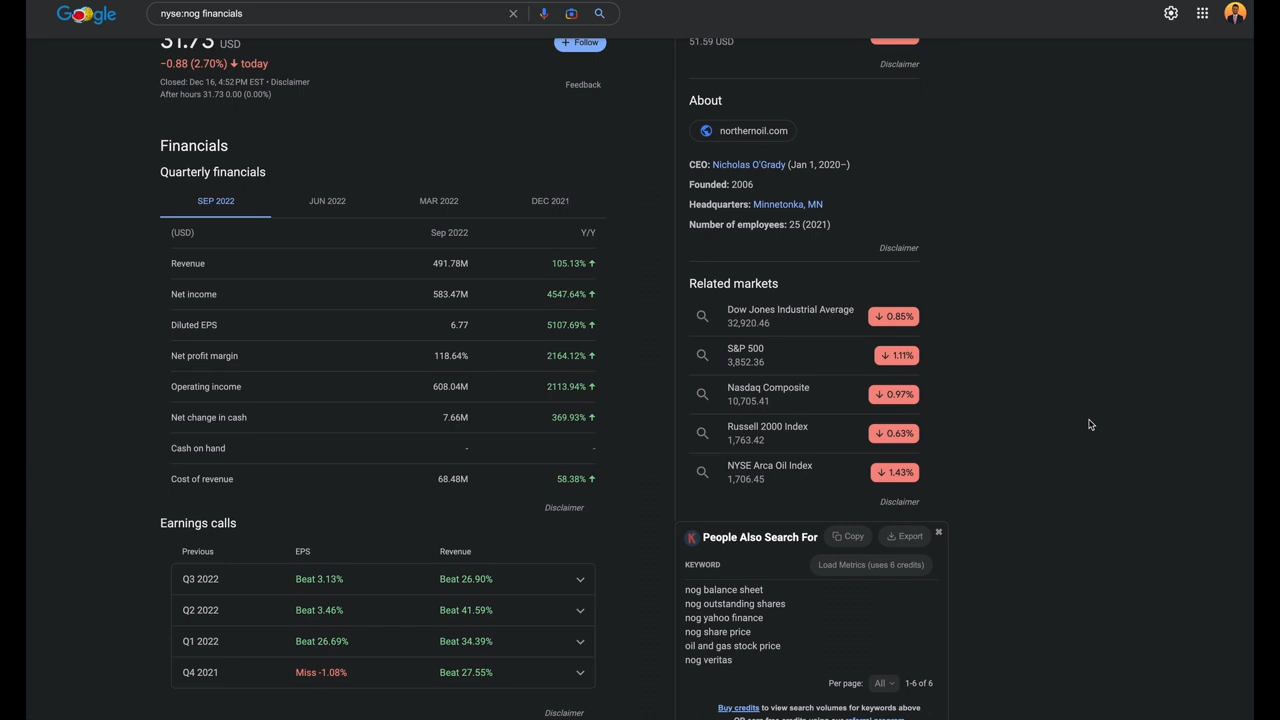 Google
nyse:nog financials
31.73 USD
+ Follow
−0.88 (2.70%) ↓ today
Closed: Dec 16, 4:52 PM EST • Disclaimer
After hours 31.73 0.00 (0.00%)
Feedback
Financials
Quarterly financials
SEP 2022 JUN 2022 MAR 2022 DEC 2021
(USD) Sep 2022 Y/Y
Revenue 491.78M 105.13% ↑
Net income 583.47M 4547.64% ↑
Diluted EPS 6.77 5107.69% ↑
Net profit margin 118.64% 2164.12% ↑
Operating income 608.04M 2113.94% ↑
Net change in cash 7.66M 369.93% ↑
Cash on hand - -
Cost of revenue 68.48M 58.38% ↑
Disclaimer
Earnings calls
Previous EPS Revenue
Q3 2022 Beat 3.13% Beat 26.90%
Q2 2022 Beat 3.46% Beat 41.59%
Q1 2022 Beat 26.69% Beat 34.39%
Q4 2021 Miss -1.08% Beat 27.55%
Disclaimer
51.59 USD
Disclaimer
About
northernoil.com
CEO: Nicholas O'Grady (Jan 1, 2020–)
Founded: 2006
Headquarters: Minnetonka, MN
Number of employees: 25 (2021)
Disclaimer
Related markets
Dow Jones Industrial Average
32,920.46
↓ 0.85%
S&P 500
3,852.36
↓ 1.11%
Nasdaq Composite
10,705.41
↓ 0.97%
Russell 2000 Index
1,763.42
↓ 0.63%
NYSE Arca Oil Index
1,706.45
↓ 1.43%
Disclaimer
K People Also Search For Copy Export
KEYWORD Load Metrics (uses 6 credits)
nog balance sheet
nog outstanding shares
nog yahoo finance
nog share price
oil and gas stock price
nog veritas
Per page: All 1-6 of 6
Buy credits to view search volumes for keywords above
OR earn free credits using our referral program